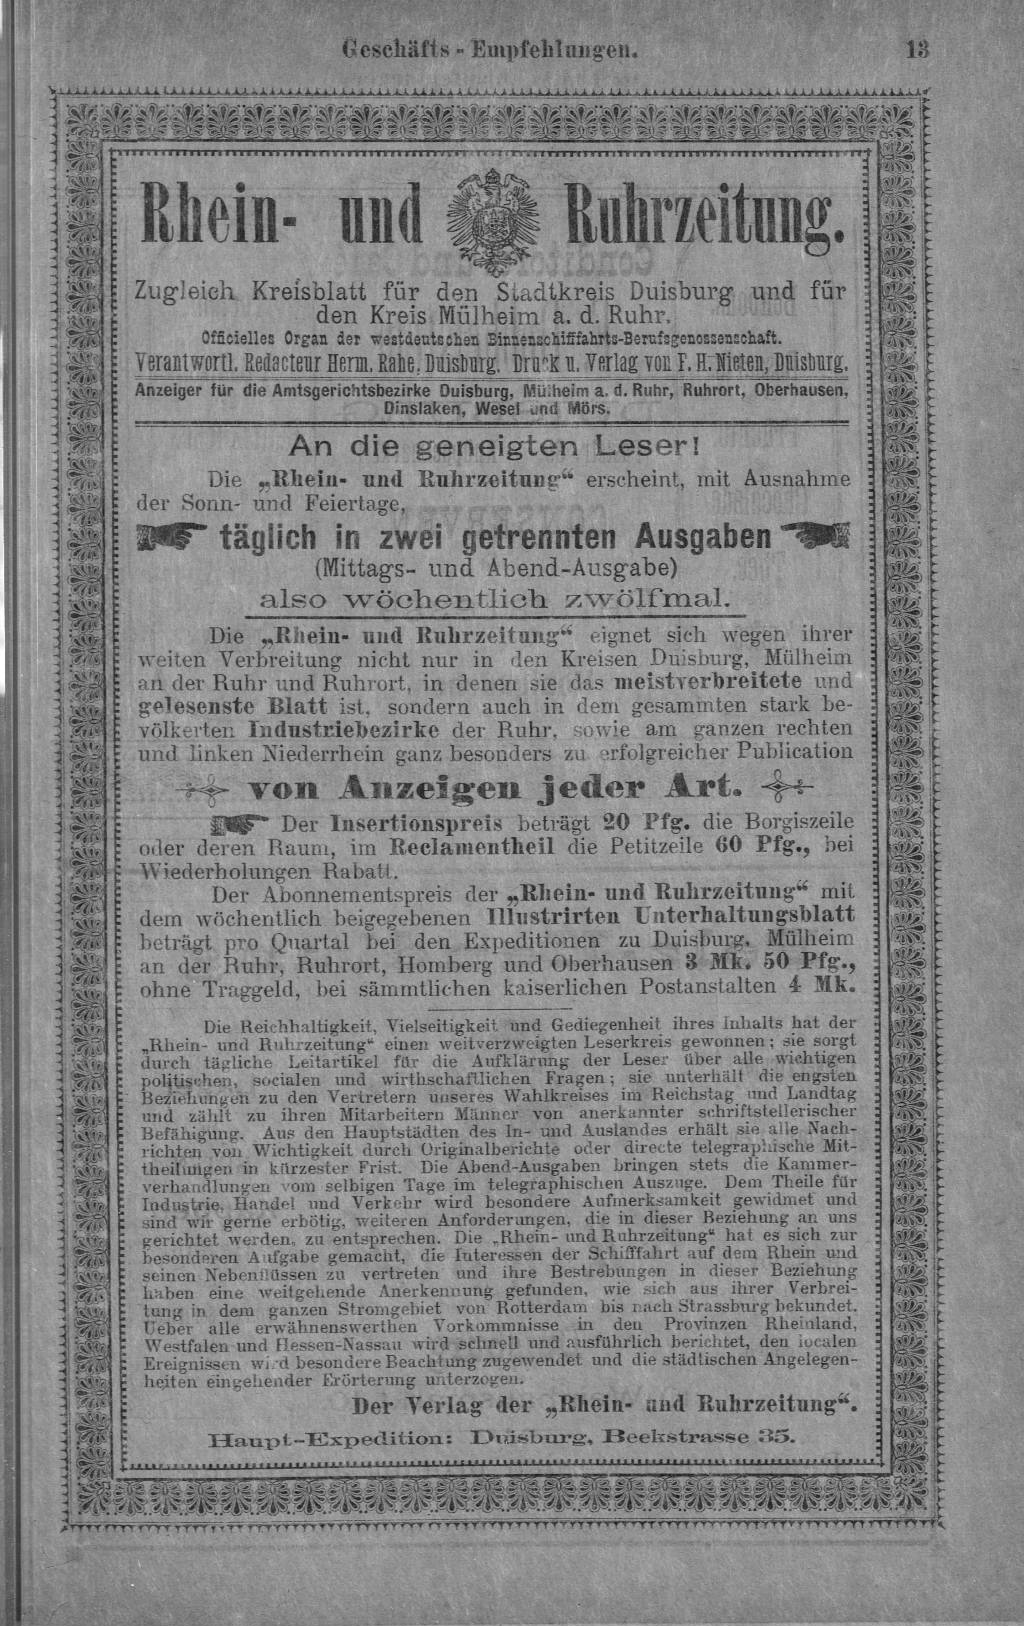 Geschäfts - Empfehlungen. 13
Rhein- und Ruhrzeitung.
Zugleich Kreisblatt für den Stadtkreis Duisburg und für
den Kreis Mülheim a. d. Ruhr.
Officielles Organ der westdeutschen Binnenschifffahrts-Berufsgenossenschaft.
Verantwortl. Redacteur Herm. Rahe, Duisburg. Druck u. Verlag von F. H. Nieten, Duisburg.
Anzeiger für die Amtsgerichtsbezirke Duisburg, Mülheim a. d. Ruhr, Ruhrort, Oberhausen,
Dinslaken, Wesel und Mörs.
An die geneigten Leser!
Die „Rhein- und Ruhrzeitung“ erscheint, mit Ausnahme
der Sonn- und Feiertage,
täglich in zwei getrennten Ausgaben
(Mittags- und Abend-Ausgabe)
also wöchentlich zwölfmal.
Die „Rhein- und Ruhrzeitung“ eignet sich wegen ihrer
weiten Verbreitung nicht nur in den Kreisen Duisburg, Mülheim
an der Ruhr und Ruhrort, in denen sie das meistverbreitete und
gelesenste Blatt ist, sondern auch in dem gesammten stark be-
völkerten Industriebezirke der Ruhr, sowie am ganzen rechten
und linken Niederrhein ganz besonders zu erfolgreicher Publication
von Anzeigen jeder Art.
Der Insertionspreis beträgt 20 Pfg. die Borgiszeile
oder deren Raum, im Reclamentheil die Petitzeile 60 Pfg., bei
Wiederholungen Rabatt.
Der Abonnementspreis der „Rhein- und Ruhrzeitung“ mit
dem wöchentlich beigegebenen Illustrirten Unterhaltungsblatt
beträgt pro Quartal bei den Expeditionen zu Duisburg, Mülheim
an der Ruhr, Ruhrort, Homberg und Oberhausen 3 Mk. 50 Pfg.,
ohne Traggeld, bei sämmtlichen kaiserlichen Postanstalten 4 Mk.
Die Reichhaltigkeit, Vielseitigkeit und Gediegenheit ihres Inhalts hat der
„Rhein- und Ruhrzeitung“ einen weitverzweigten Leserkreis gewonnen; sie sorgt
durch tägliche Leitartikel für die Aufklärung der Leser über alle wichtigen
politischen, socialen und wirthschaftlichen Fragen; sie unterhält die engsten
Beziehungen zu den Vertretern unseres Wahlkreises im Reichstag und Landtag
und zählt zu ihren Mitarbeitern Männer von anerkannter schriftstellerischer
Befähigung. Aus den Hauptstädten des In- und Auslandes erhält sie alle Nach-
richten von Wichtigkeit durch Originalberichte oder directe telegraphische Mit-
theilungen in kürzester Frist. Die Abend-Ausgaben bringen stets die Kammer-
verhandlungen vom selbigen Tage im telegraphischen Auszuge. Dem Theile für
Industrie, Handel und Verkehr wird besondere Aufmerksamkeit gewidmet und
sind wir gerne erbötig, weiteren Anforderungen, die in dieser Beziehung an uns
gerichtet werden, zu entsprechen. Die „Rhein- und Ruhrzeitung“ hat es sich zur
besonderen Aufgabe gemacht, die Interessen der Schifffahrt auf dem Rhein und
seinen Nebenflüssen zu vertreten und ihre Bestrebungen in dieser Beziehung
haben eine weitgehende Anerkennung gefunden, wie sich aus ihrer Verbrei-
tung in dem ganzen Stromgebiet von Rotterdam bis nach Strassburg bekundet.
Ueber alle erwähnenswerthen Vorkommnisse in den Provinzen Rheinland,
Westfalen und Hessen-Nassau wird schnell und ausführlich berichtet, den localen
Ereignissen wird besondere Beachtung zugewendet und die städtischen Angelegen-
heiten eingehender Erörterung unterzogen.
Der Verlag der „Rhein- und Ruhrzeitung“.
Haupt-Expedition: Duisburg, Beekstrasse 35.